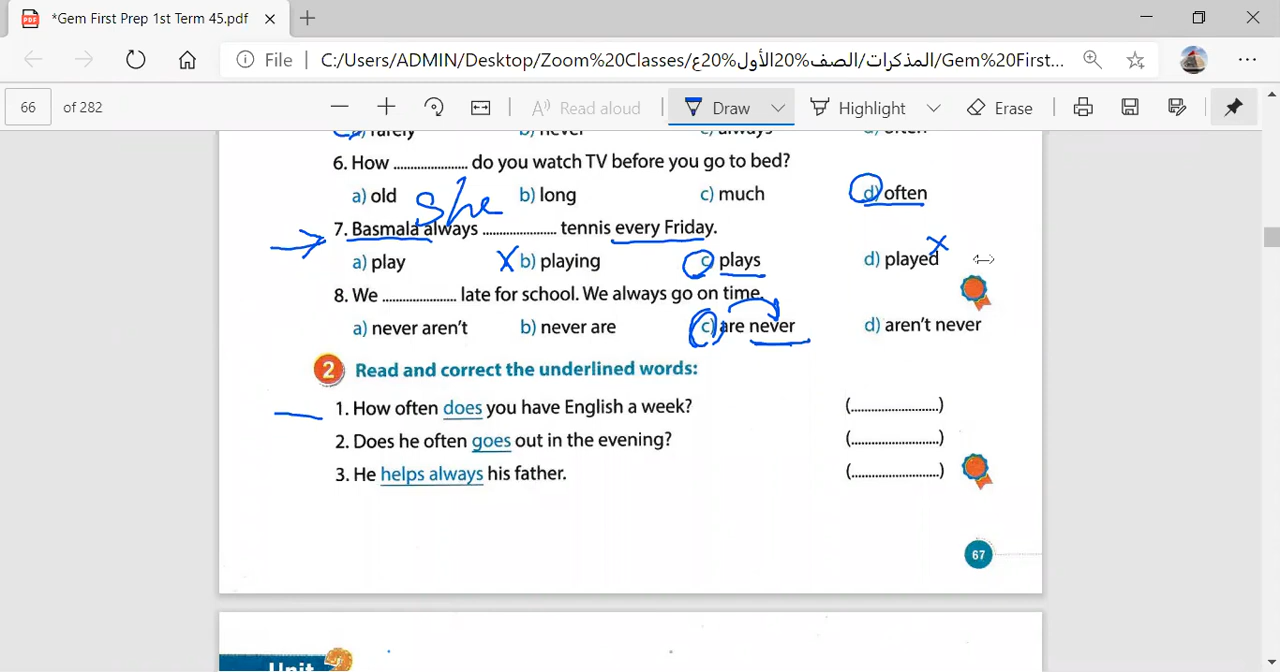 *Gem First Prep 1st Term 45.pdf
File C:/Users/ADMIN/Desktop/Zoom%20Classes/المذكرات/الصف%20الأول%20ع/Gem%20First...
66 of 282 Read aloud Draw Highlight Erase
a) rarely b) never c) always d) often
6. How ..................... do you watch TV before you go to bed?
a) old b) long c) much d) often
She
7. Basmala always ..................... tennis every Friday.
a) play X b) playing c) plays d) played x
8. We ..................... late for school. We always go on time.
a) never aren't b) never are c) are never d) aren't never
2 Read and correct the underlined words:
1. How often does you have English a week? (.........................)
2. Does he often goes out in the evening? (.........................)
3. He helps always his father. (.........................)
67
Unit